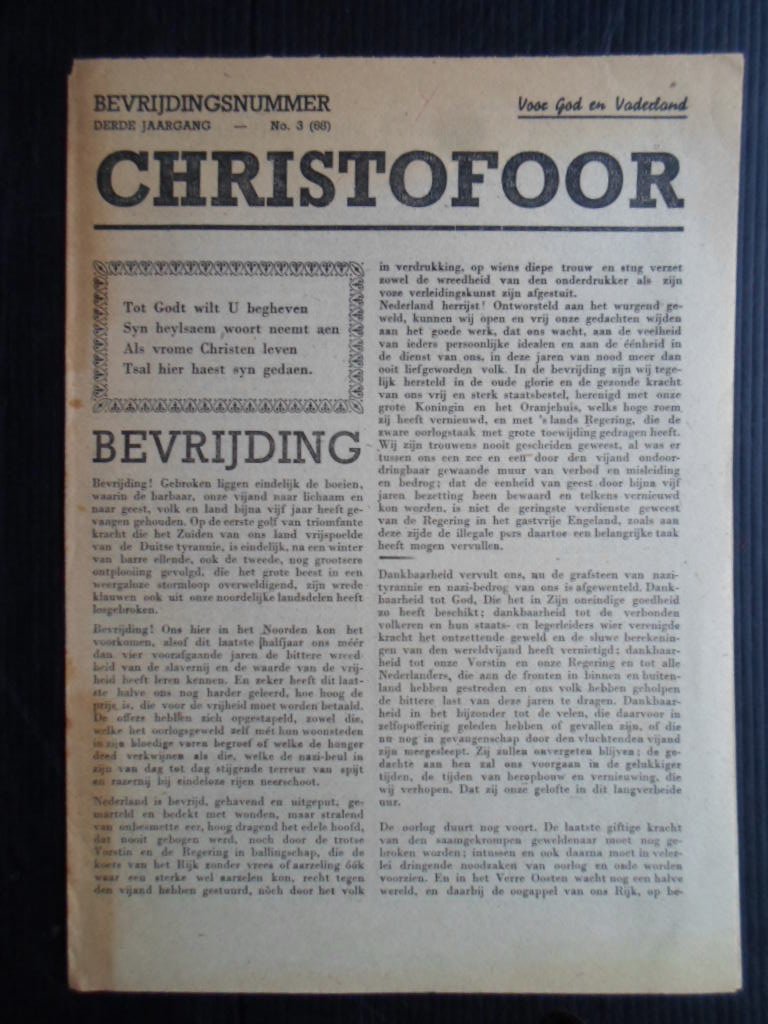 BEVRIJDINGSNUMMER
Voor God en Vaderland
DERDE JAARGANG — No. 3 (66)
CHRISTOFOOR
Tot Godt wilt U begheven
Syn heylsaem woort neemt aen
Als vrome Christen leven
Tsal hier haest syn gedaen.
BEVRIJDING
Bevrijding! Gebroken liggen eindelijk de boeien,
waarin de barbaar, onze vijand naar lichaam en
naar geest, volk en land bijna vijf jaar heeft ge-
vangen gehouden. Op de eerste golf van triomfante
kracht die het Zuiden van ons land vrijspoelde
van de Duitse tyrannie, is eindelijk, na een winter
van barre ellende, ook de tweede, nog grootsere
ontplooiing gevolgd, die het grote beest in een
weergaloze stormloop overweldigend, zijn wrede
klauwen ook uit onze noordelijke landsdelen heeft
losgebroken.
Bevrijding! Ons hier in het Noorden kon het
voorkomen, alsof dit laatste halfjaar ons méér
dan vier voorafgaande jaren de bittere wreed-
heid van de slavernij en de waarde van de vrij-
heid heeft leren kennen. En zeker heeft dit laat-
ste halve ons nog harder geleerd, hoe hoog de
prijs is, die voor de vrijheid moet worden betaald.
De offers hebben zich opgestapeld, zowel die,
welke het oorlogsgeweld zelf mét hun woonsteden
in zijn bloedige voren begroef of welke de honger
deed verkwijnen als die, welke de nazi-beul in
zijn van dag tot dag stijgende terreur van spijt
en razernij bij eindeloze rijen neerschoot.
Nederland is bevrijd, gehavend en uitgeput, ge-
marteld en bedekt met wonden, maar stralend
van onbesmette eer, hoog dragend het edele hoofd,
dat nooit gebogen werd, noch door de trotse
Vorstin en de Regering in ballingschap, die de
koers van het Rijk zonder vrees of aarzeling óók
waar een sterke wel aarzelen kon, recht tegen
den vijand hebben gestuurd, nòch door het volk
in verdrukking, op wiens diepe trouw en stug verzet
zowel de wreedheid van den onderdrukker als zijn
voze verleidingskunst zijn afgestuit.
Nederland herrijst! Ontworsteld aan het wurgend ge-
weld, kunnen wij open en vrij onze gedachten wijden
aan het goede werk, dat ons wacht, aan de veelheid
van ieders persoonlijke idealen en aan de éénheid in
de dienst van ons, in deze jaren van nood meer dan
ooit liefgeworden volk. In de bevrijding zijn wij tege-
lijk hersteld in de oude glorie en de gezonde kracht
van ons vrij en sterk staatsbestel, herenigd met onze
grote Koningin en het Oranjehuis, welks hoge roem
zij heeft vernieuwd, en met 's lands Regering, die de
zware oorlogstaak met grote toewijding gedragen heeft.
Wij zijn trouwens nooit gescheiden geweest, al was er
tussen ons een zee en een door den vijand ondoor-
dringbaar gewaande muur van verbod en misleiding
en bedrog; dat de eenheid van geest door bijna vijf
jaren bezetting heen bewaard en telkens vernieuwd
kon worden, is niet de geringste verdienste geweest
van de Regering in het gastvrije Engeland, zoals aan
deze zijde de illegale pers daartoe een belangrijke taak
heeft mogen vervullen.
Dankbaarheid vervult ons, nu de grafsteen van nazi-
tyrannie en nazi-bedrog van ons is afgewenteld. Dank-
baarheid tot God, Die het in Zijn oneindige goedheid
zo heeft beschikt; dankbaarheid tot de verbonden
volkeren en hun staats- en legerleiders wier verenigde
kracht het ontzettende geweld en de sluwe berekenin-
gen van den wereldvijand heeft vernietigd; dankbaar-
heid tot onze Vorstin en onze Regering en tot alle
Nederlanders, die aan de fronten in binnen en buiten-
land hebben gestreden en ons volk hebben geholpen
de bittere last van deze jaren te dragen. Dankbaar-
heid in het bijzonder tot de velen, die daarvoor in
zelfopoffering geleden hebben of gevallen zijn, of die
nu nog in gevangenschap door den vluchtenden vijand
zijn meegesleept. Zij zullen onvergeten blijven; de ge-
dachte aan hen zal ons voorgaan in de gelukkiger
tijden, de tijden van heropbouw en vernieuwing, die
wij verhopen. Dat zij onze gelofte in dit langverbeide
uur.
De oorlog duurt nog voort. De laatste giftige kracht
van den saamgekrompen geweldenaar moet nog ge-
broken worden; intussen en ook daarna moet in veler-
lei dringende noodzaken van oorlog en orde worden
voorzien. En in het Verre Oosten wacht nog een halve
wereld, en daarbij de oogappel van ons Rijk, op be-